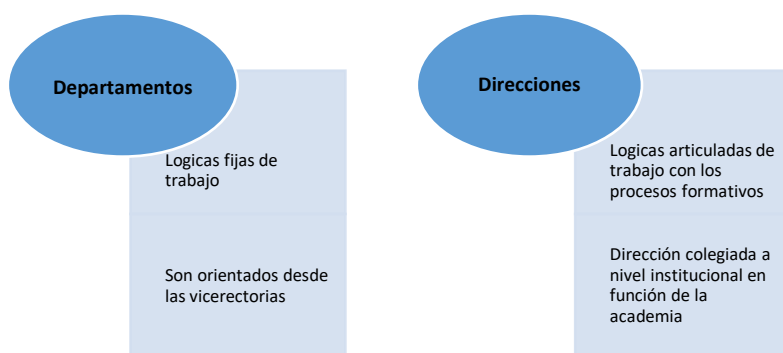 Departamentos
Logicas fijas de
trabajo
Son orientados desde
las vicerectorias
Direcciones
Logicas articuladas de
trabajo con los
procesos formativos
Dirección colegiada a
nivel institucional en
función de la
academia